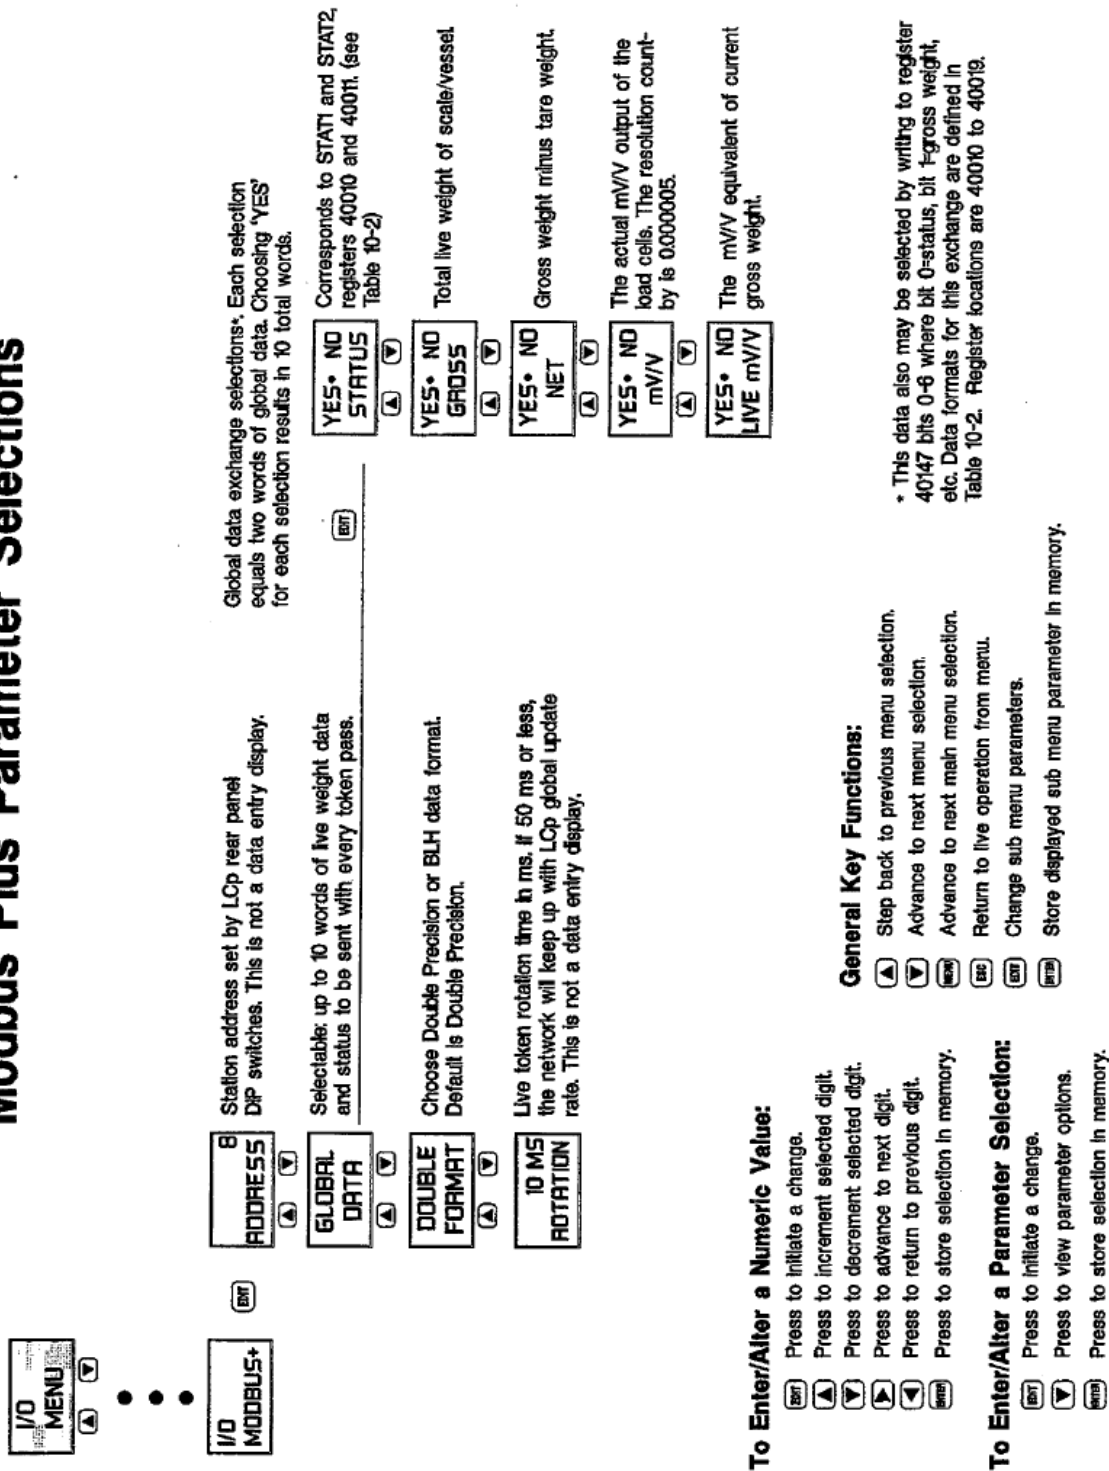 Modbus Plus Parameter Selections
I/O
MENU
I/O
MODBUS+
EDIT
8
ADDRESS
Station address set by LCp rear panel
DIP switches. This is not a data entry display.
GLOBAL
DATA
Selectable: up to 10 words of live weight data
and status to be sent with every token pass.
DOUBLE
FORMAT
Choose Double Precision or BLH data format.
Default is Double Precision.
10 MS
ROTATION
Live token rotation time in ms. If 50 ms or less,
the network will keep up with LCp global update
rate. This is not a data entry display.
EDIT
Global data exchange selections*. Each selection
equals two words of global data. Choosing 'YES'
for each selection results in 10 total words.
YES* NO
STATUS
Corresponds to STAT1 and STAT2,
registers 40010 and 40011. (see
Table 10-2)
YES* NO
GROSS
Total live weight of scale/vessel.
YES* NO
NET
Gross weight minus tare weight.
YES* NO
mV/V
The actual mV/V output of the
load cells. The resolution count-
by is 0.000005.
YES* NO
LIVE mV/V
The mV/V equivalent of current
gross weight.
To Enter/Alter a Numeric Value:
EDIT Press to initiate a change.
Press to increment selected digit.
Press to decrement selected digit.
Press to advance to next digit.
Press to return to previous digit.
ENTER Press to store selection in memory.
To Enter/Alter a Parameter Selection:
EDIT Press to initiate a change.
Press to view parameter options.
ENTER Press to store selection in memory.
General Key Functions:
Step back to previous menu selection.
Advance to next menu selection.
MENU Advance to next main menu selection.
ESC Return to live operation from menu.
EDIT Change sub menu parameters.
ENTER Store displayed sub menu parameter in memory.
* This data also may be selected by writing to register
40147 bits 0-6 where bit 0=status, bit 1=gross weight,
etc. Data formats for this exchange are defined in
Table 10-2. Register locations are 40010 to 40019.